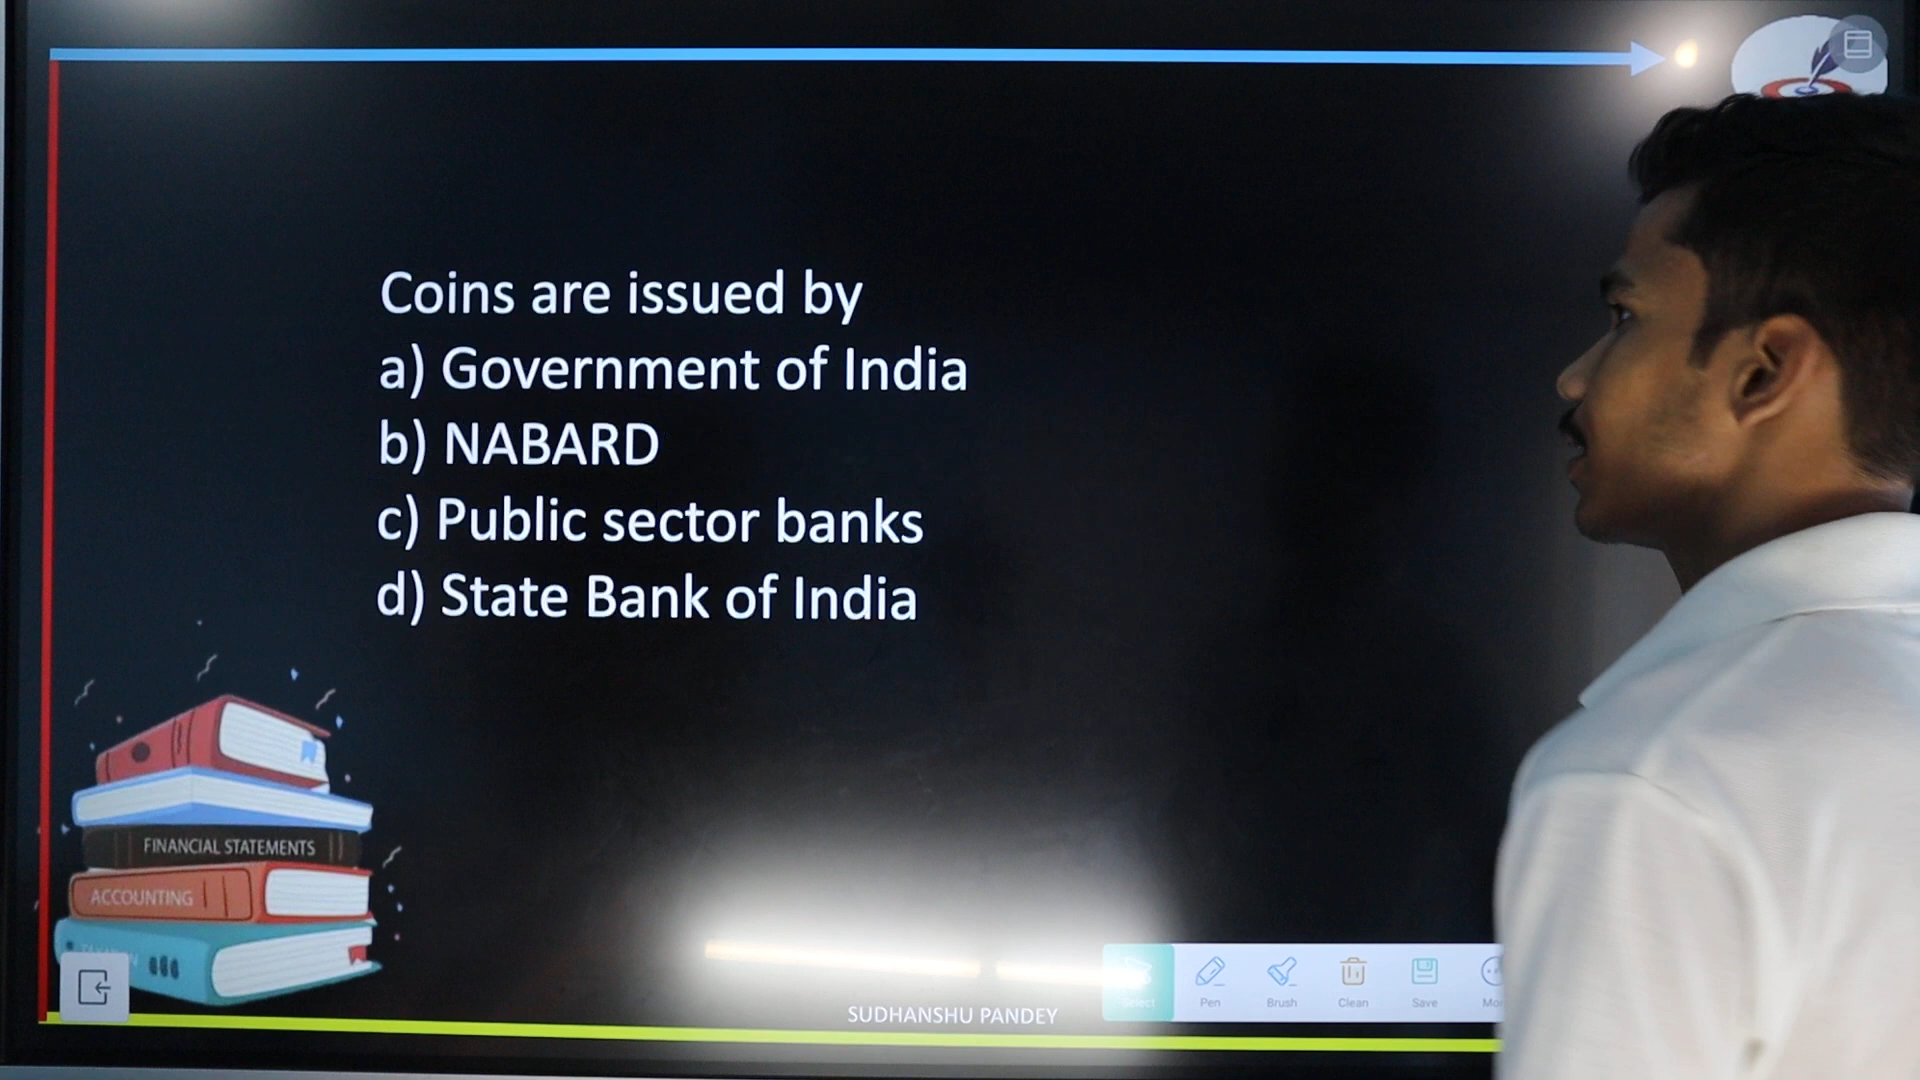 Coins are issued by
a) Government of India
b) NABARD
c) Public sector banks
d) State Bank of India
FINANCIAL STATEMENTS
ACCOUNTING
SUDHANSHU PANDEY
Select
Pen
Brush
Clean
Save